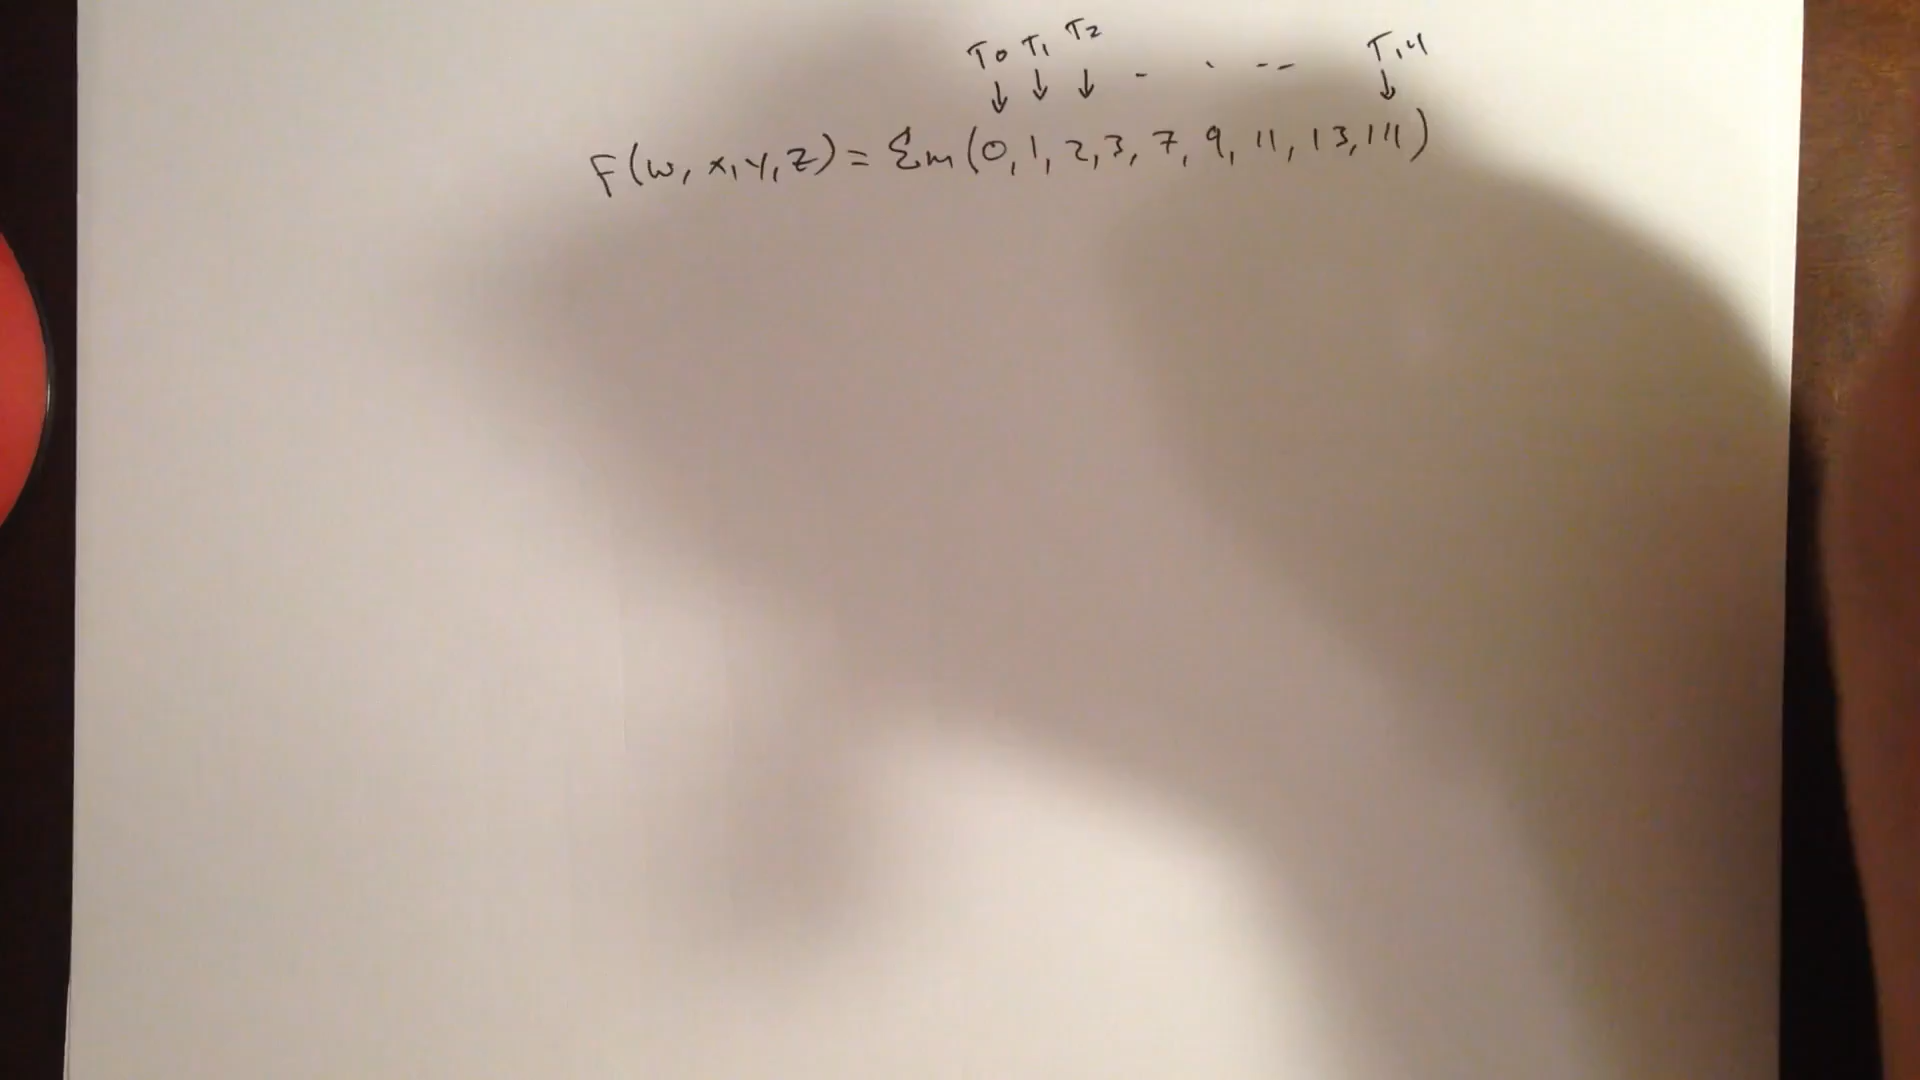 T0 T1 T2 - . -- T14
↓ ↓ ↓ ↓
F(w, x, y, z) = Σm(0, 1, 2, 3, 7, 9, 11, 13, 14)